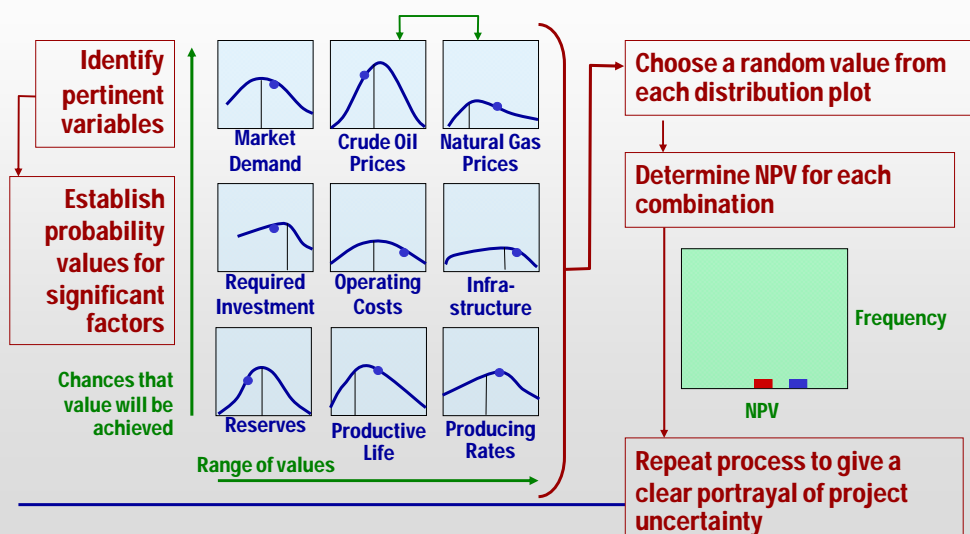 Identify
pertinent
variables
Establish
probability
values for
significant
factors
Chances that
value will be
achieved
Market
Demand
Crude Oil
Prices
Natural Gas
Prices
Required
Investment
Operating
Costs
Infra-
structure
Reserves
Productive
Life
Producing
Rates
Range of values
Choose a random value from
each distribution plot
Determine NPV for each
combination
Frequency
NPV
Repeat process to give a
clear portrayal of project
uncertainty